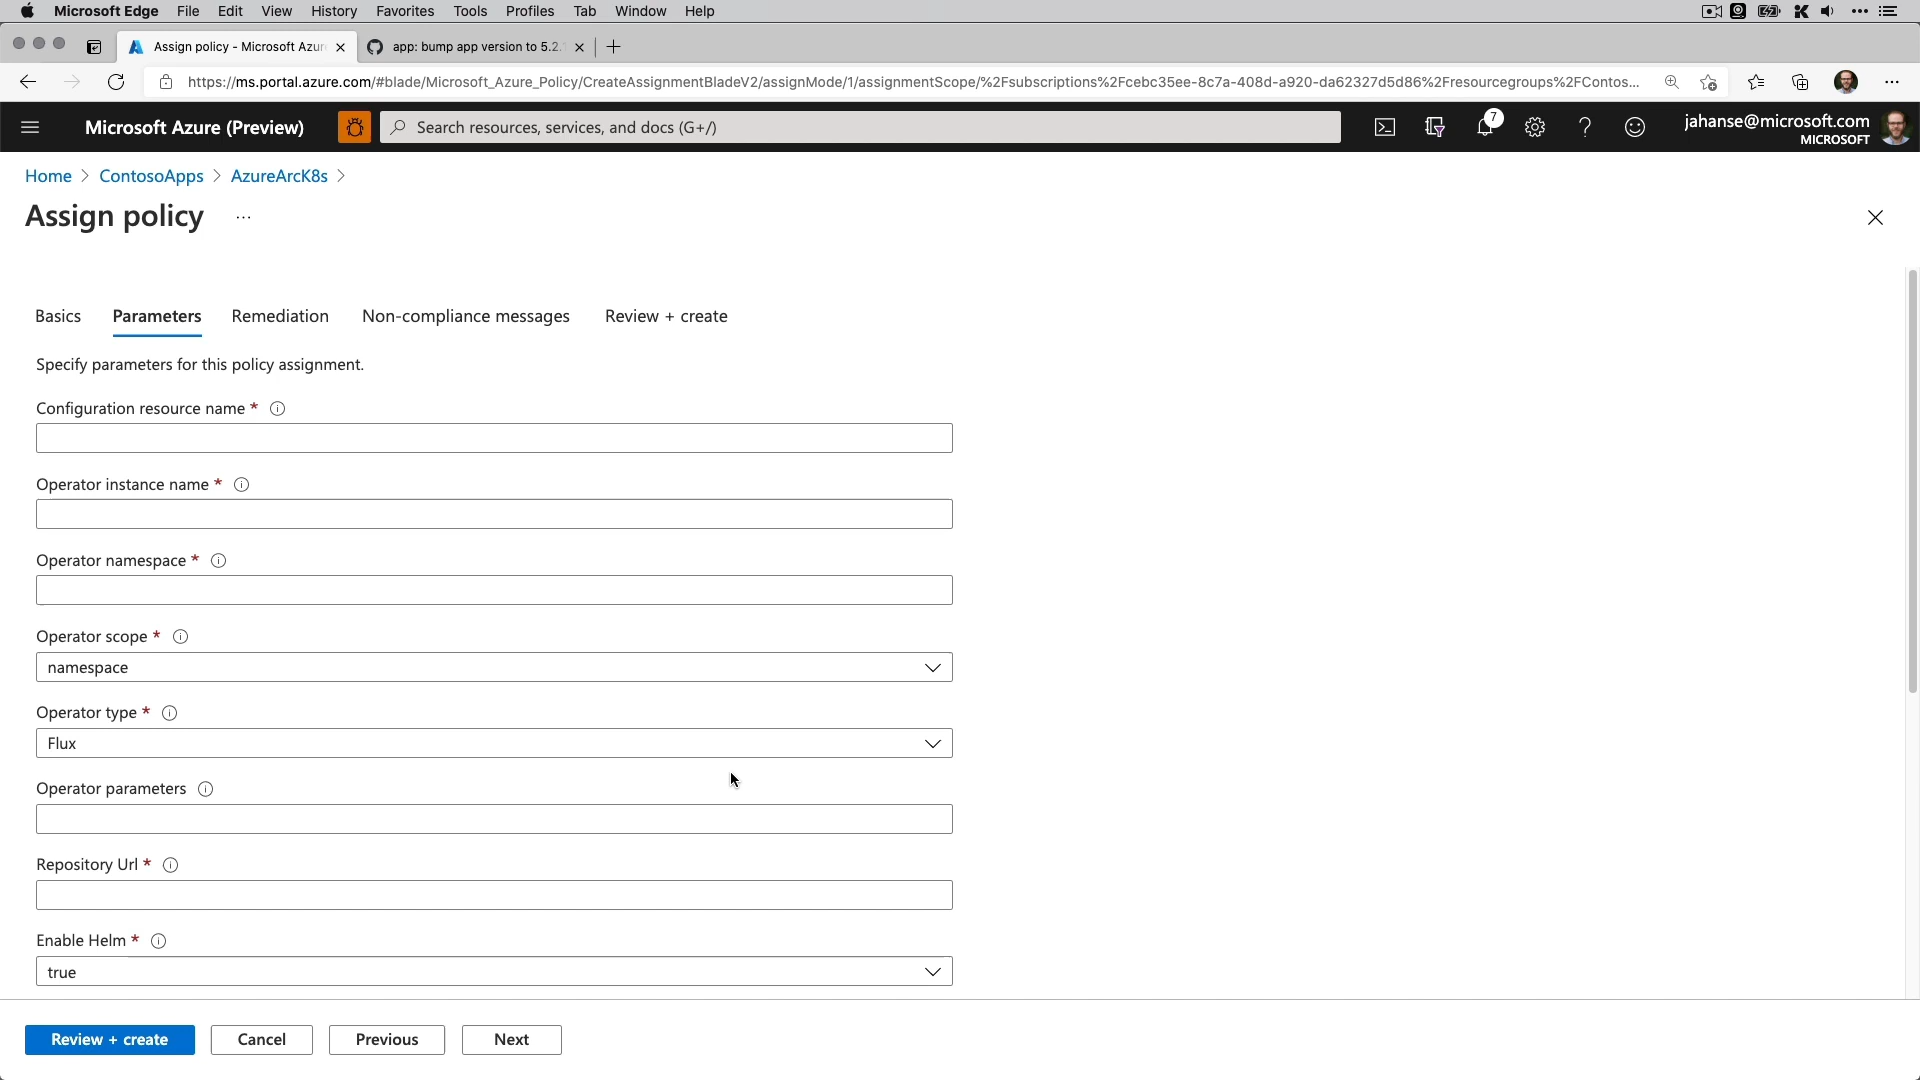 Microsoft Edge File Edit View History Favorites Tools Profiles Tab Window Help
Assign policy - Microsoft Azur
app: bump app version to 5.2.
https://ms.portal.azure.com/#blade/Microsoft_Azure_Policy/CreateAssignmentBladeV2/assignMode/1/assignmentScope/%2Fsubscriptions%2Fcebc35ee-8c7a-408d-a920-da62327d5d86%2Fresourcegroups%2FContos...
Microsoft Azure (Preview)
Search resources, services, and docs (G+/)
7
jahanse@microsoft.com
MICROSOFT
Home > ContosoApps > AzureArcK8s >
Assign policy ...
Basics Parameters Remediation Non-compliance messages Review + create
Specify parameters for this policy assignment.
Configuration resource name *
Operator instance name *
Operator namespace *
Operator scope *
namespace
Operator type *
Flux
Operator parameters
Repository Url *
Enable Helm *
true
Review + create Cancel Previous Next